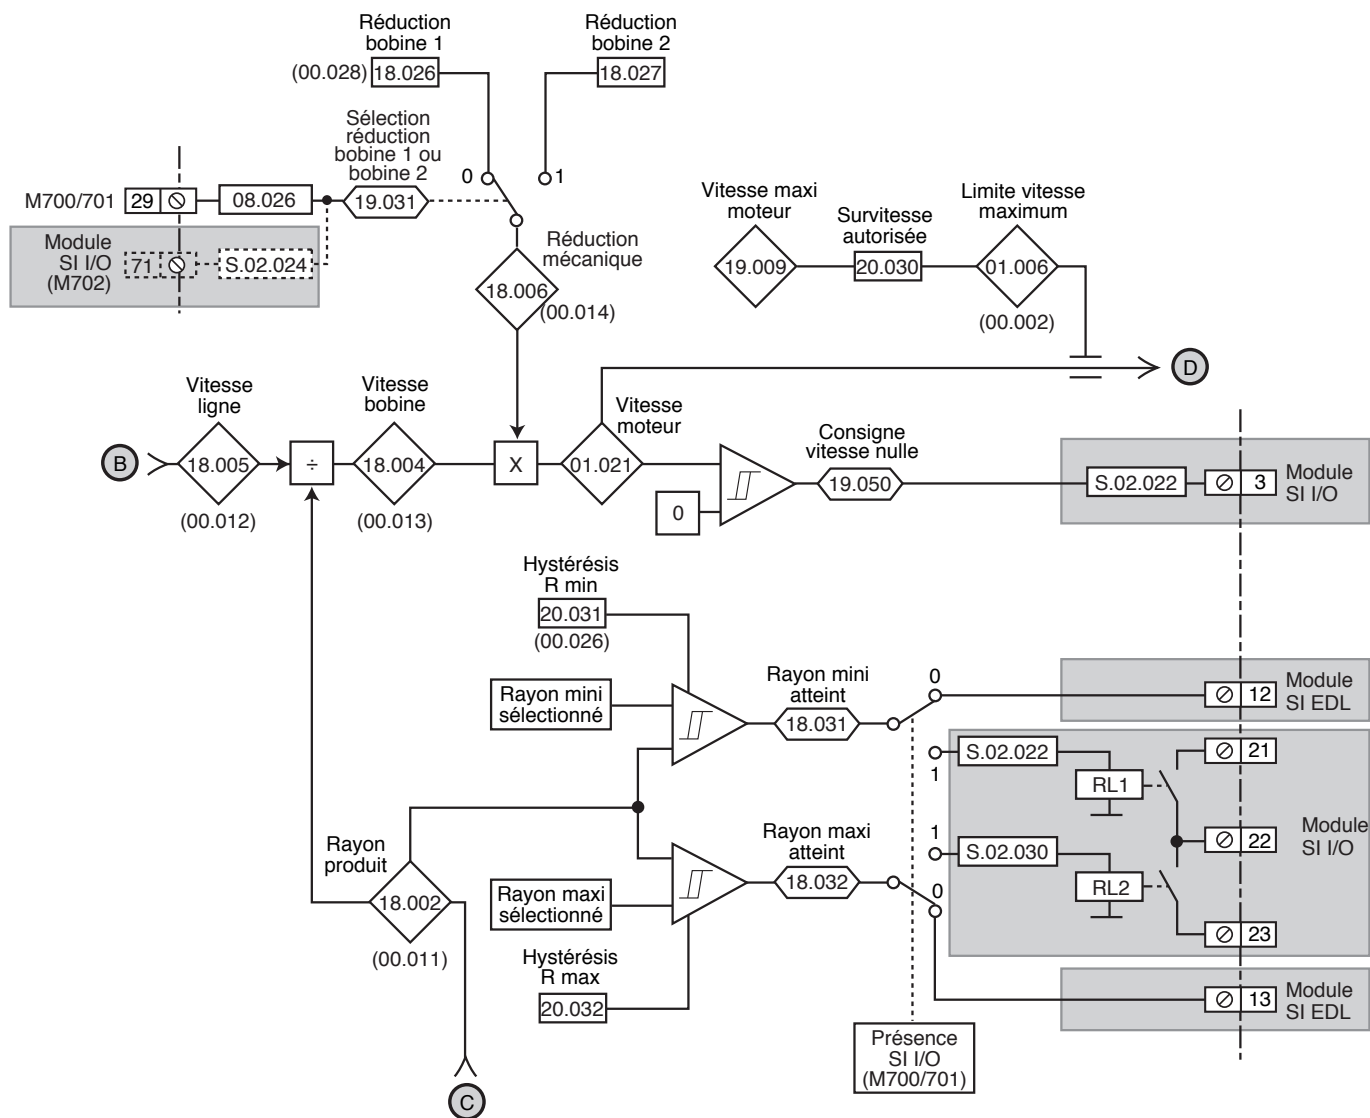 Réduction
bobine 1
(00.028)
18.026
Réduction
bobine 2
18.027
Sélection
réduction
bobine 1 ou
bobine 2
0
1
M700/701
29
08.026
19.031
Module
SI I/O
(M702)
71
S.02.024
Réduction
mécanique
18.006
(00.014)
Vitesse maxi
moteur
19.009
Survitesse
autorisée
20.030
Limite vitesse
maximum
01.006
(00.002)
D
B
Vitesse
ligne
18.005
(00.012)
÷
Vitesse
bobine
18.004
(00.013)
X
Vitesse
moteur
01.021
0
Consigne
vitesse nulle
19.050
S.02.022
3
Module
SI I/O
Hystérésis
R min
20.031
(00.026)
Rayon mini
sélectionné
Rayon mini
atteint
18.031
0
12
Module
SI EDL
1
S.02.022
RL1
21
22
Module
SI I/O
Rayon
produit
18.002
(00.011)
Rayon maxi
sélectionné
Rayon maxi
atteint
18.032
1
0
S.02.030
RL2
23
Hystérésis
R max
20.032
13
Module
SI EDL
Présence
SI I/O
(M700/701)
C